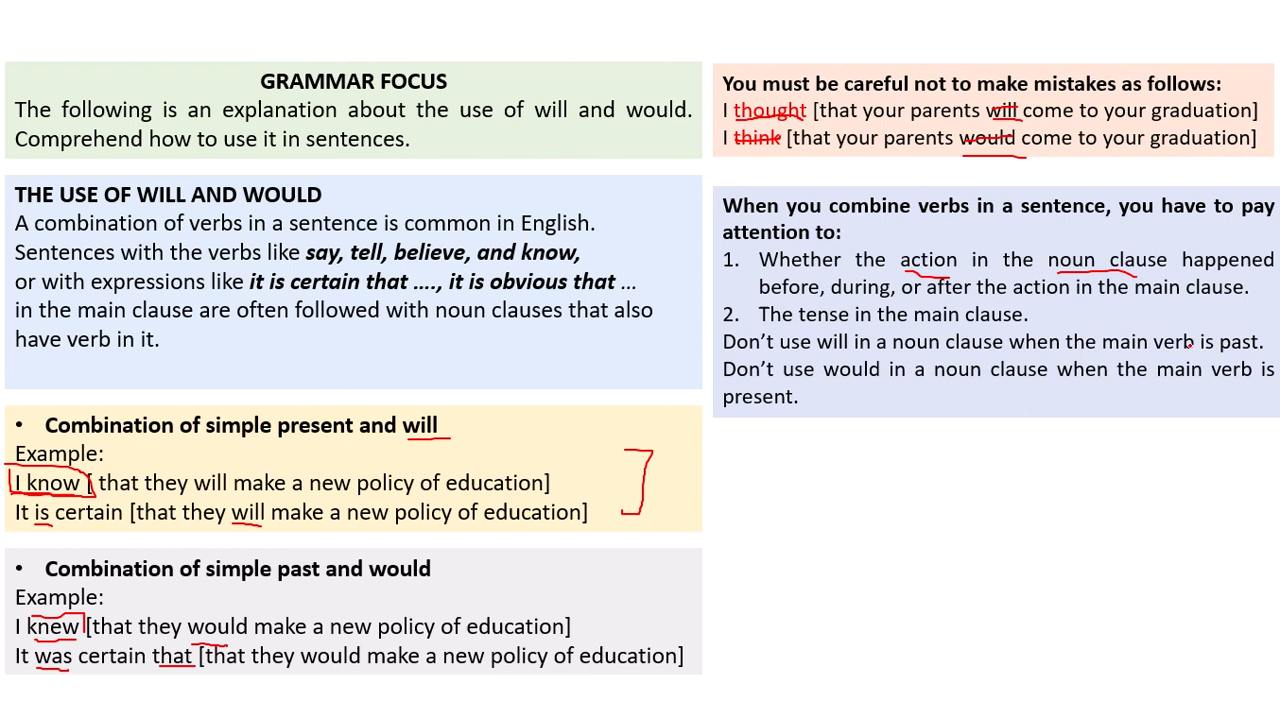 GRAMMAR FOCUS
The following is an explanation about the use of will and would.
Comprehend how to use it in sentences.
THE USE OF WILL AND WOULD
A combination of verbs in a sentence is common in English.
Sentences with the verbs like say, tell, believe, and know,
or with expressions like it is certain that ...., it is obvious that ...
in the main clause are often followed with noun clauses that also
have verb in it.
• Combination of simple present and will
Example:
I know [ that they will make a new policy of education]
It is certain [that they will make a new policy of education]
• Combination of simple past and would
Example:
I knew [that they would make a new policy of education]
It was certain that [that they would make a new policy of education]
You must be careful not to make mistakes as follows:
I thought [that your parents will come to your graduation]
I think [that your parents would come to your graduation]
When you combine verbs in a sentence, you have to pay
attention to:
1. Whether the action in the noun clause happened
before, during, or after the action in the main clause.
2. The tense in the main clause.
Don't use will in a noun clause when the main verb is past.
Don't use would in a noun clause when the main verb is
present.